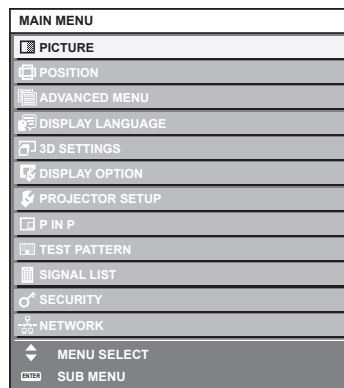 MAIN MENU
PICTURE
POSITION
ADVANCED MENU
DISPLAY LANGUAGE
3D SETTINGS
DISPLAY OPTION
PROJECTOR SETUP
P IN P
TEST PATTERN
SIGNAL LIST
SECURITY
NETWORK
MENU SELECT
ENTER SUB MENU